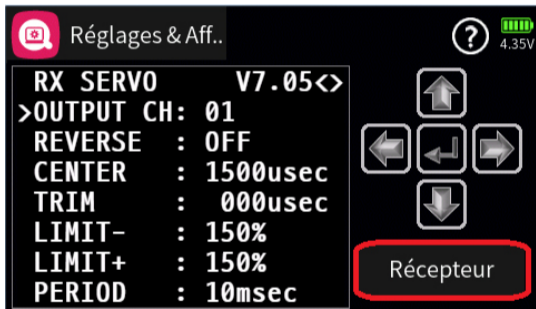 Réglages & Aff..
? 4.35V
RX SERVO V7.05<>
>OUTPUT CH: 01
REVERSE : OFF
CENTER : 1500usec
TRIM : 000usec
LIMIT- : 150%
LIMIT+ : 150%
PERIOD : 10msec
Récepteur